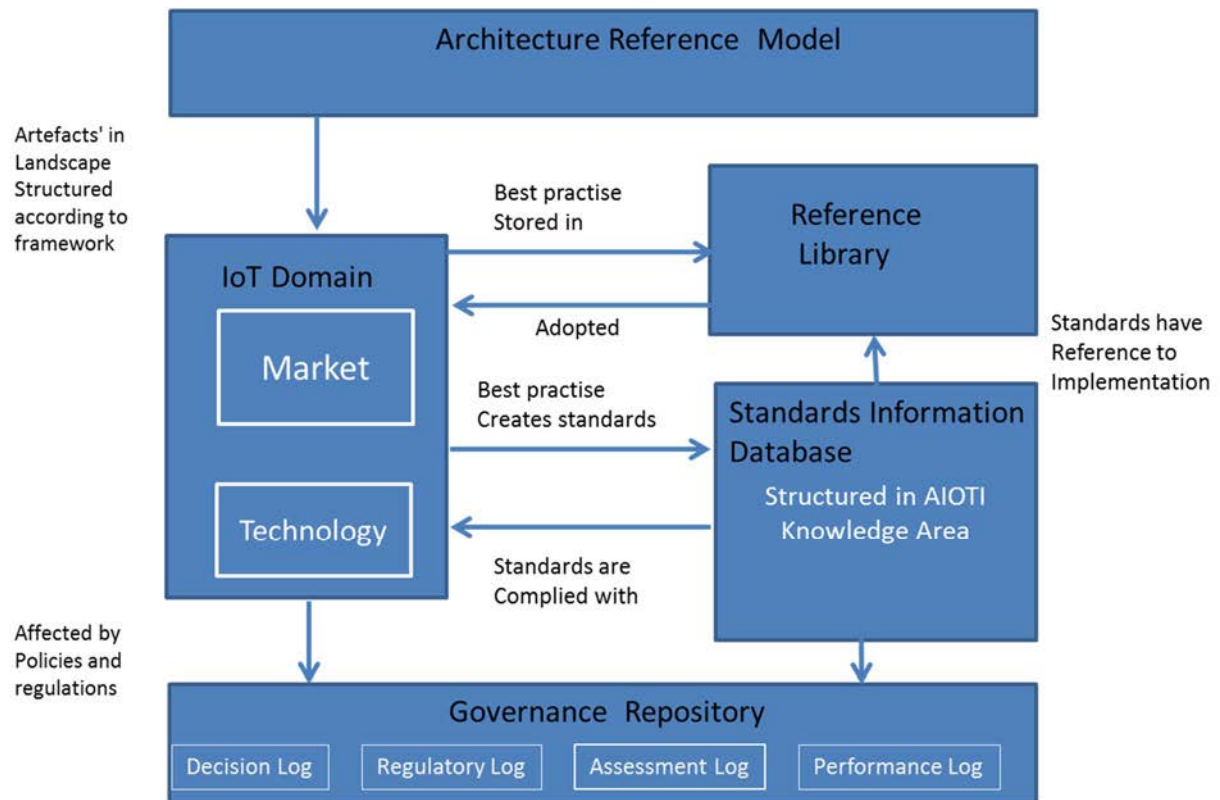 Architecture Reference Model
Artefacts' in
Landscape
Structured
according to
framework
Best practise
Stored in
Reference
Library
IoT Domain
Market
Adopted
Standards have
Reference to
Implementation
Best practise
Creates standards
Standards Information
Database
Structured in AIOTI
Knowledge Area
Technology
Standards are
Complied with
Affected by
Policies and
regulations
Governance Repository
Decision Log
Regulatory Log
Assessment Log
Performance Log